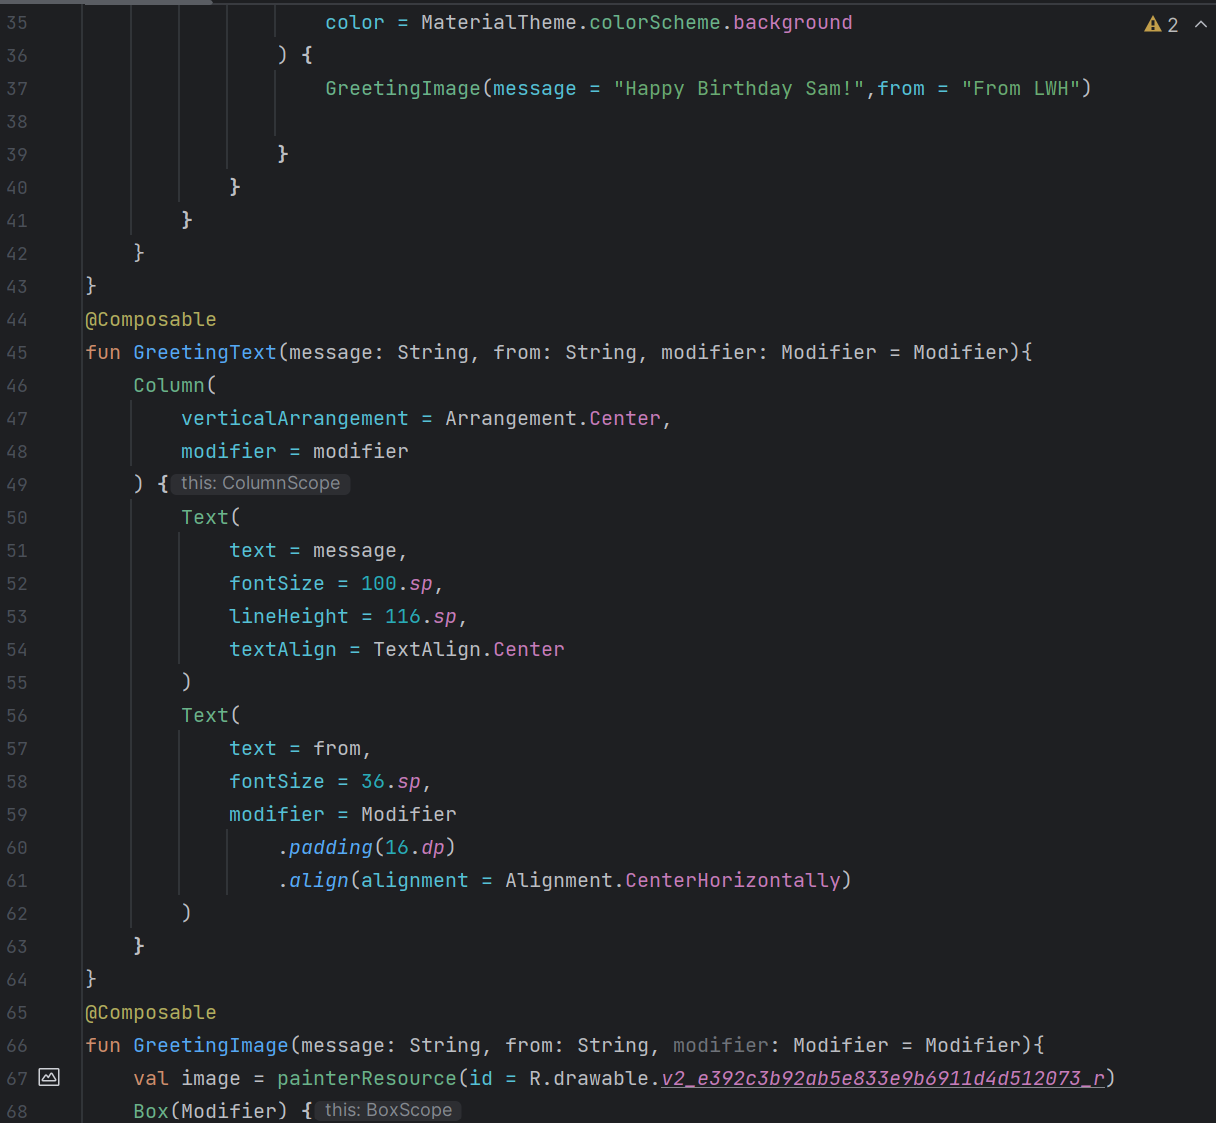 35 color = MaterialTheme.colorScheme.background 2
36 ) {
37 GreetingImage(message = "Happy Birthday Sam!",from = "From LWH")
38
39 }
40 }
41 }
42 }
43 }
44 @Composable
45 fun GreetingText(message: String, from: String, modifier: Modifier = Modifier){
46 Column(
47 verticalArrangement = Arrangement.Center,
48 modifier = modifier
49 ) { this: ColumnScope
50 Text(
51 text = message,
52 fontSize = 100.sp,
53 lineHeight = 116.sp,
54 textAlign = TextAlign.Center
55 )
56 Text(
57 text = from,
58 fontSize = 36.sp,
59 modifier = Modifier
60 .padding(16.dp)
61 .align(alignment = Alignment.CenterHorizontally)
62 )
63 }
64 }
65 @Composable
66 fun GreetingImage(message: String, from: String, modifier: Modifier = Modifier){
67 val image = painterResource(id = R.drawable.v2_e392c3b92ab5e833e9b6911d4d512073_r)
68 Box(Modifier) { this: BoxScope